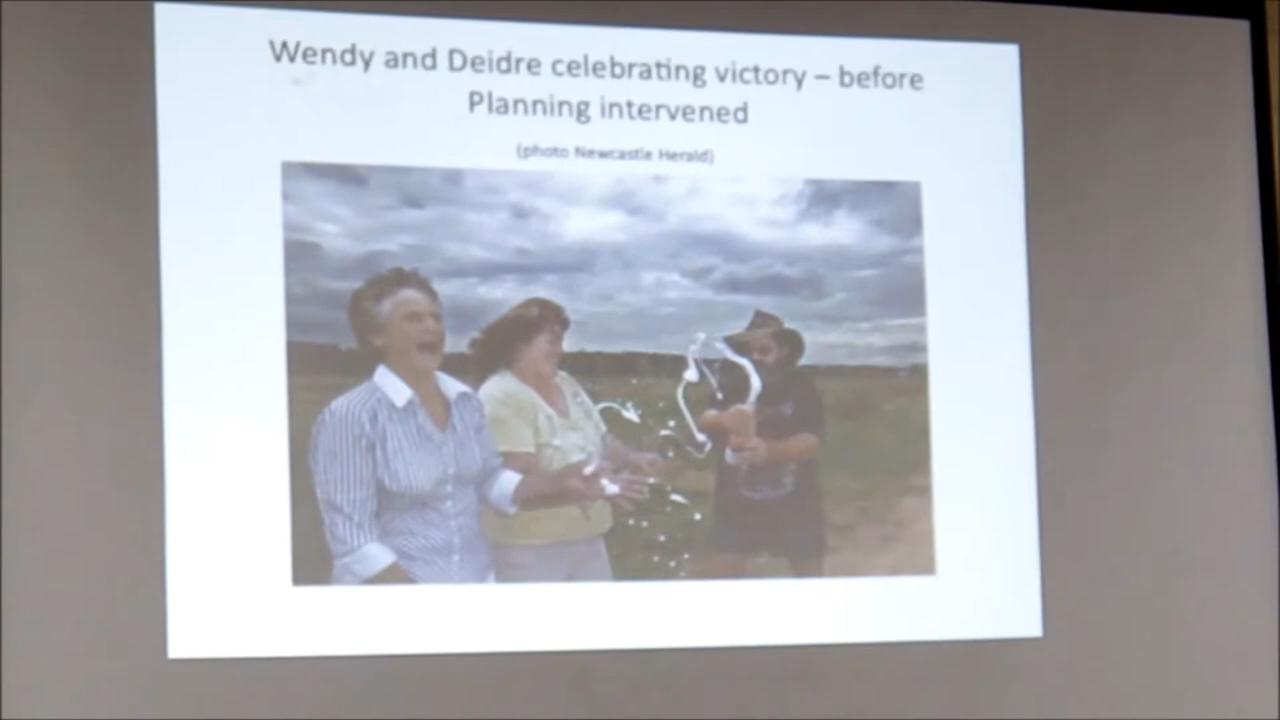 Wendy and Deidre celebrating victory – before
Planning intervened
(photo Newcastle Herald)